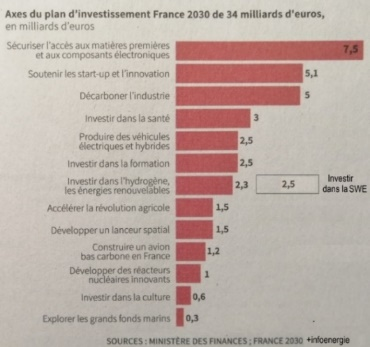 Axes du plan d'investissement France 2030 de 34 milliards d'euros,
en milliards d'euros
Sécuriser l'accès aux matières premières
et aux composants électroniques
7,5
Soutenir les start-up et l'innovation
5,1
Décarboner l'industrie
5
Investir dans la santé
3
Produire des véhicules
électriques et hybrides
2,5
Investir dans la formation
2,5
Investir dans l'hydrogène,
les énergies renouvelables
2,3
2,5
Investir
dans la SWE
Accélérer la révolution agricole
1,5
Développer un lanceur spatial
1,5
Construire un avion
bas carbone en France
1,2
Développer des réacteurs
nucléaires innovants
1
Investir dans la culture
0,6
Explorer les grands fonds marins
0,3
SOURCES : MINISTÈRE DES FINANCES ; FRANCE 2030 +infoenergie